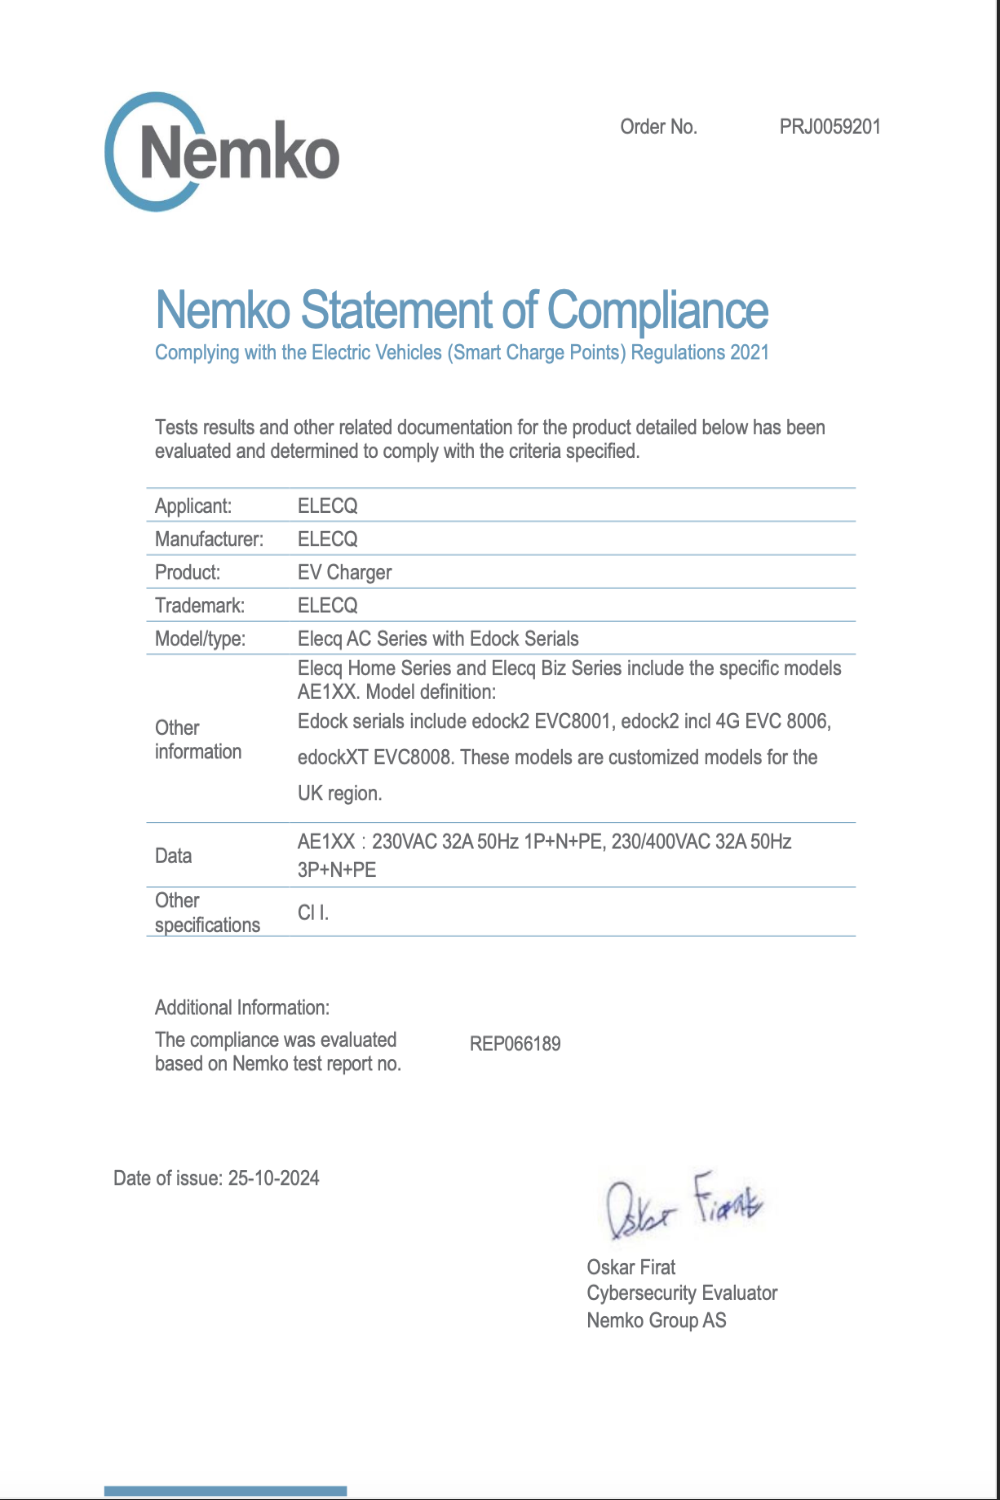 Nemko
Order No. PRJ0059201
Nemko Statement of Compliance
Complying with the Electric Vehicles (Smart Charge Points) Regulations 2021
Tests results and other related documentation for the product detailed below has been
evaluated and determined to comply with the criteria specified.
Applicant: ELECQ
Manufacturer: ELECQ
Product: EV Charger
Trademark: ELECQ
Model/type: Elecq AC Series with Edock Serials
Other
information
Elecq Home Series and Elecq Biz Series include the specific models
AE1XX. Model definition:
Edock serials include edock2 EVC8001, edock2 incl 4G EVC 8006,
edockXT EVC8008. These models are customized models for the
UK region.
Data
AE1XX : 230VAC 32A 50Hz 1P+N+PE, 230/400VAC 32A 50Hz
3P+N+PE
Other
specifications
Cl I.
Additional Information:
The compliance was evaluated
based on Nemko test report no.
REP066189
Date of issue: 25-10-2024
Oskar Firat
Oskar Firat
Cybersecurity Evaluator
Nemko Group AS